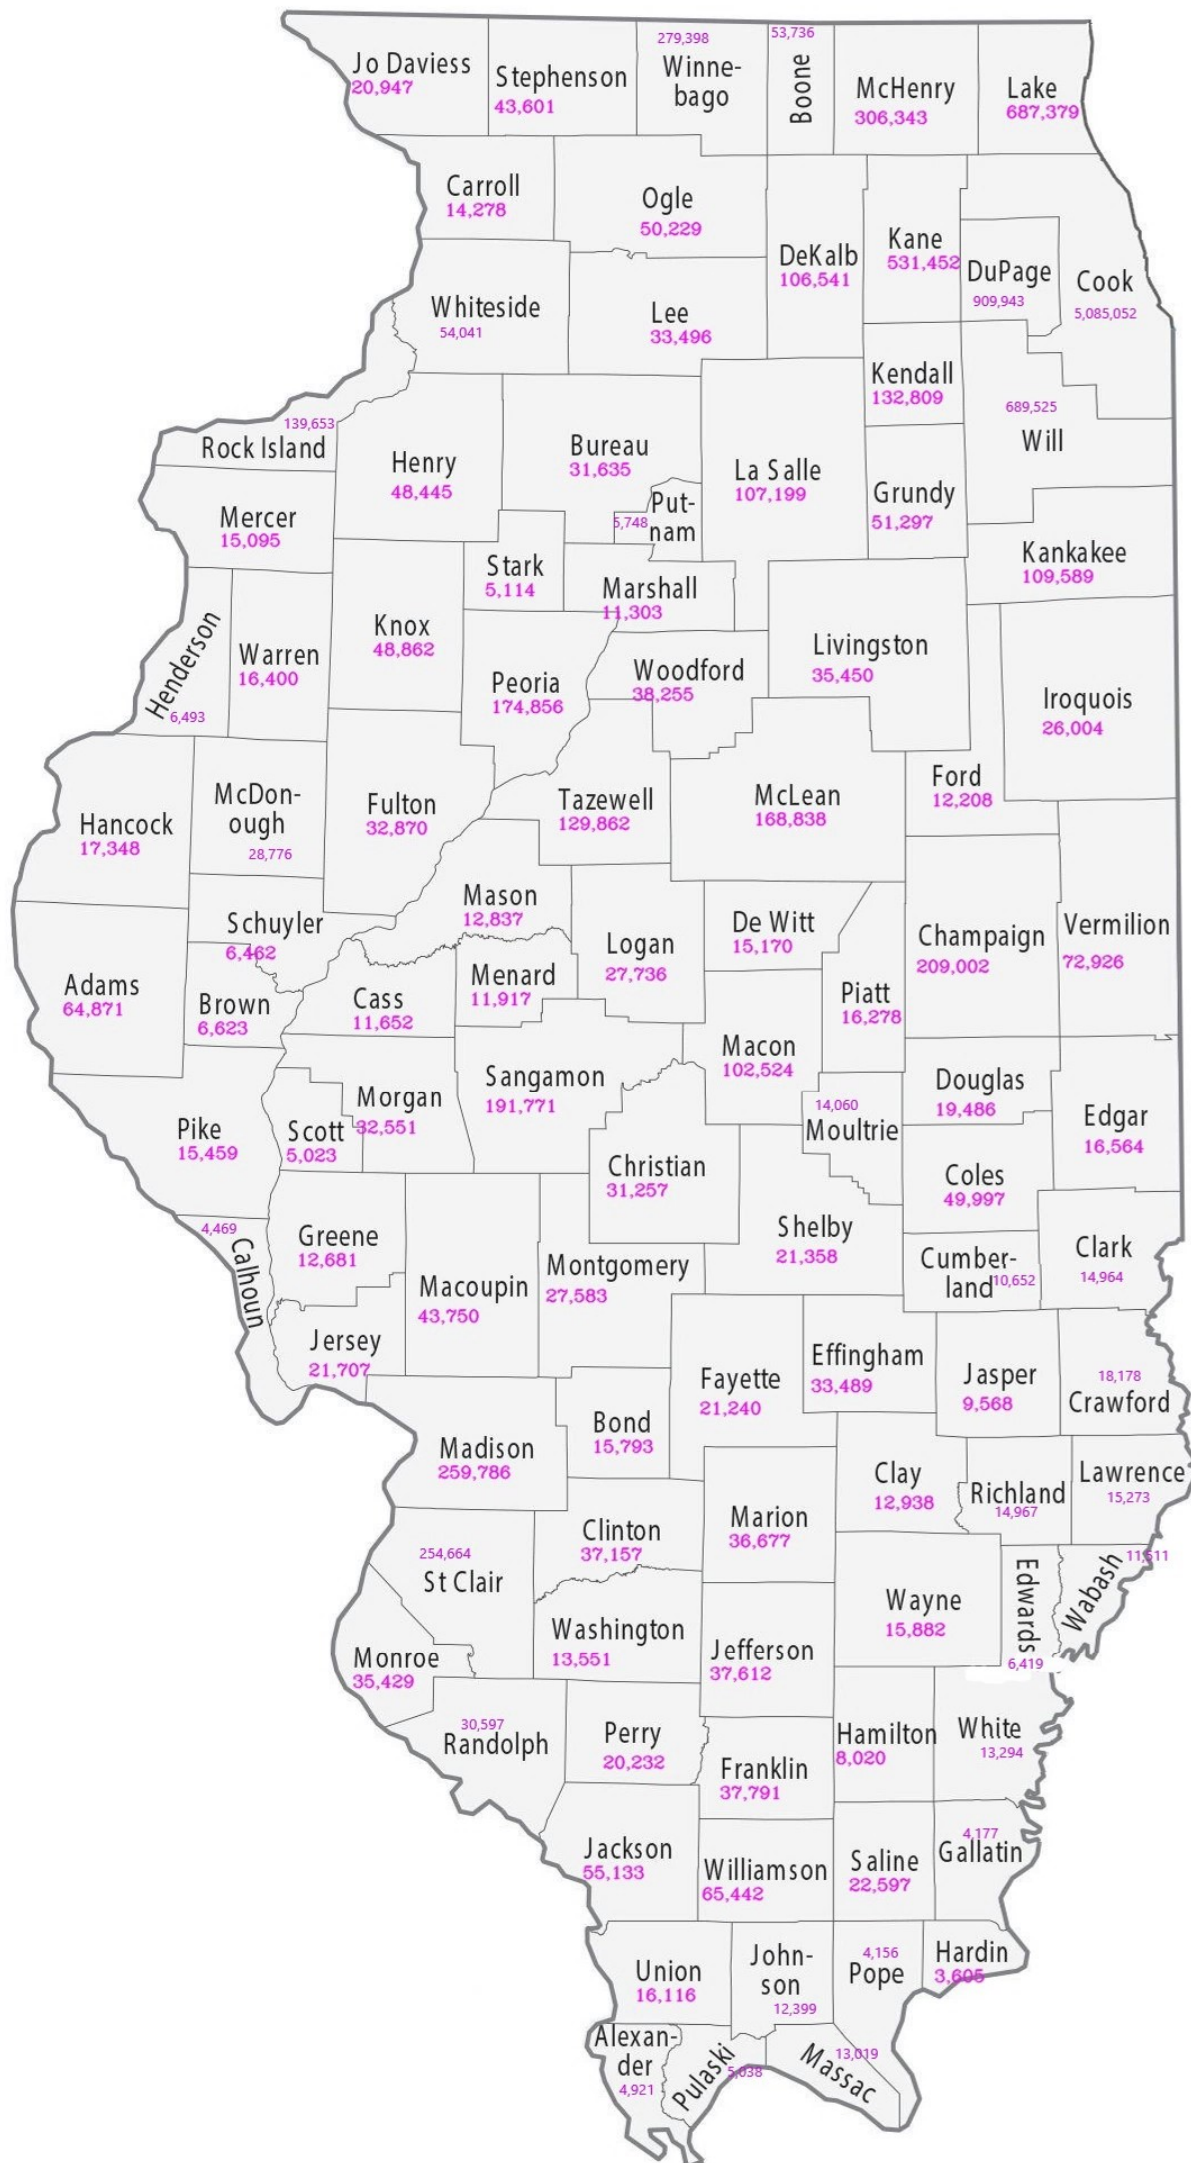 Jo Daviess
20,947
Stephenson
43,601
279,398
Winne-
bago
53,736
Boone
McHenry
306,343
Lake
687,379
Carroll
14,278
Ogle
50,229
DeKalb
106,541
Kane
531,452
DuPage
909,943
Cook
5,085,052
Whiteside
54,041
Lee
33,496
Kendall
132,809
689,525
Will
139,653
Rock Island
Henry
48,445
Bureau
31,635
La Salle
107,199
Grundy
51,297
Mercer
15,095
5,748
Put-
nam
Kankakee
109,589
Stark
5,114
Marshall
11,303
Henderson
6,493
Warren
16,400
Knox
48,862
Peoria
174,856
Woodford
38,255
Livingston
35,450
Iroquois
26,004
Hancock
17,348
McDon-
ough
28,776
Fulton
32,870
Tazewell
129,862
McLean
168,838
Ford
12,208
Schuyler
6,462
Mason
12,837
Logan
27,736
De Witt
15,170
Champaign
209,002
Vermilion
72,926
Adams
64,871
Brown
6,623
Cass
11,652
Menard
11,917
Piatt
16,278
Macon
102,524
Sangamon
191,771
Morgan
32,551
Scott
5,023
Pike
15,459
14,060
Moultrie
Douglas
19,486
Edgar
16,564
Christian
31,257
Coles
49,997
4,469
Calhoun
Greene
12,681
Macoupin
43,750
Montgomery
27,583
Shelby
21,358
Cumber-
land
10,652
Clark
14,964
Jersey
21,707
Fayette
21,240
Effingham
33,489
Jasper
9,568
18,178
Crawford
Madison
259,786
Bond
15,793
Clay
12,938
Richland
14,967
Lawrence
15,273
Clinton
37,157
Marion
36,677
254,664
St Clair
Wayne
15,882
Edwards
6,419
Wabash
11,511
Monroe
35,429
Washington
13,551
Jefferson
37,612
30,597
Randolph
Perry
20,232
Franklin
37,791
Hamilton
8,020
White
13,294
Jackson
55,133
Williamson
65,442
Saline
22,597
4,177
Gallatin
Union
16,116
John-
son
12,399
4,156
Pope
Hardin
3,605
Alexan-
der
4,921
Pulaski
5,038
Massac
13,019